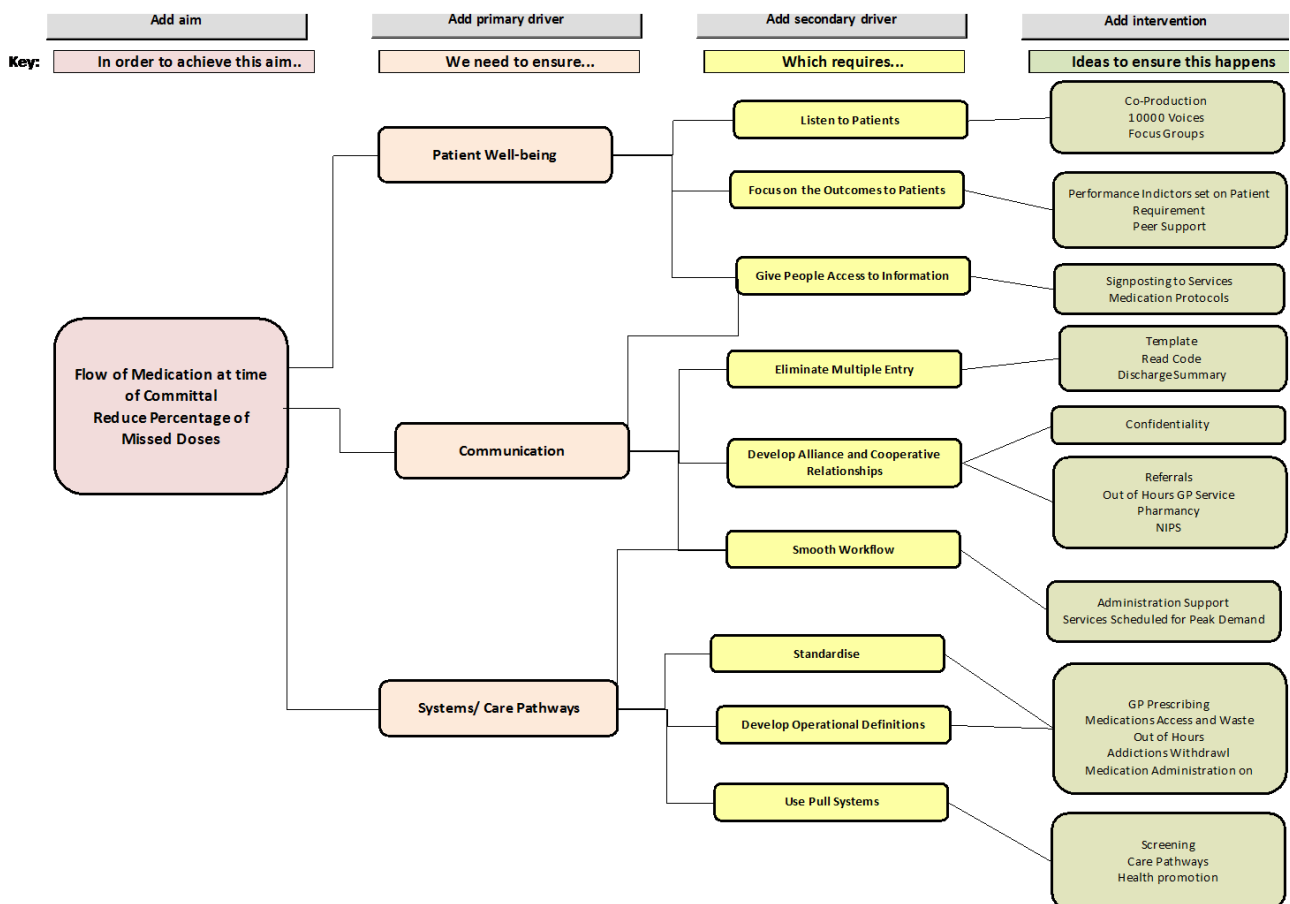 Add aim
Add primary driver
Add secondary driver
Add intervention
Key:
In order to achieve this aim..
We need to ensure...
Which requires...
Ideas to ensure this happens
Flow of Medication at time
of Committal
Reduce Percentage of
Missed Doses
Patient Well-being
Communication
Systems/ Care Pathways
Listen to Patients
Focus on the Outcomes to Patients
Give People Access to Information
Eliminate Multiple Entry
Develop Alliance and Cooperative
Relationships
Smooth Workflow
Standardise
Develop Operational Definitions
Use Pull Systems
Co-Production
10000 Voices
Focus Groups
Performance Indictors set on Patient
Requirement
Peer Support
Signposting to Services
Medication Protocols
Template
Read Code
Discharge Summary
Confidentiality
Referrals
Out of Hours GP Service
Pharmancy
NIPS
Administration Support
Services Scheduled for Peak Demand
GP Prescribing
Medications Access and Waste
Out of Hours
Addictions Withdrawl
Medication Administration on
Screening
Care Pathways
Health promotion